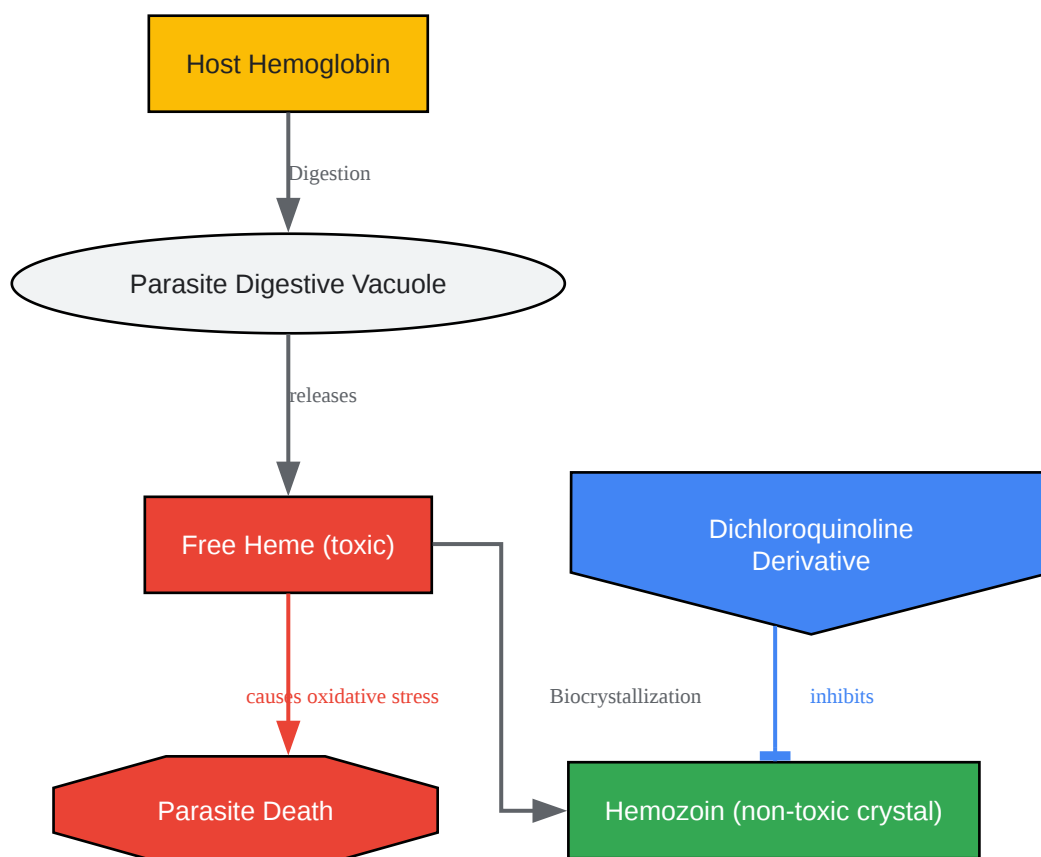 Host Hemoglobin
Digestion
Parasite Digestive Vacuole
releases
Free Heme (toxic)
Dichloroquinoline
Derivative
causes oxidative stress
Biocrystallization
inhibits
Parasite Death
Hemozoin (non-toxic crystal)